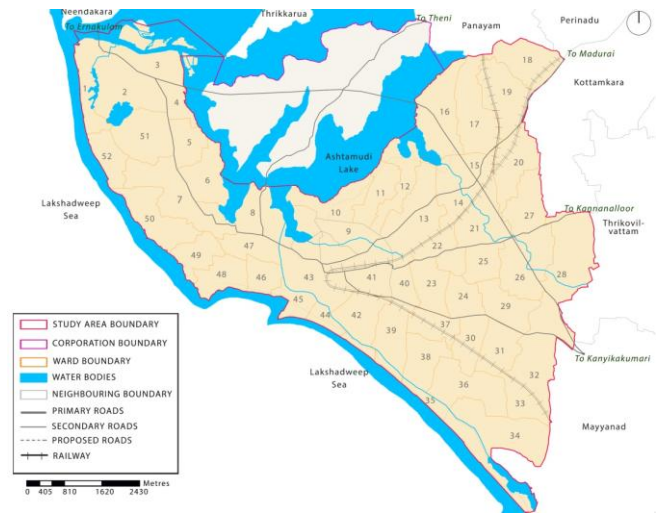 Neendakara
To Ernakulam
Thrikkarua
To Theni
Panayam
Perinadu
To Madurai
Kottamkara
1
2
3
4
5
51
52
6
7
50
8
47
49
48
46
43
45
44
42
41
40
39
38
37
36
35
34
33
32
31
30
29
28
27
26
25
24
23
22
21
20
19
18
17
16
15
14
13
12
11
10
9
Ashtamudi
Lake
Lakshadweep
Sea
To Kannanalloor
Thrikovil-
vattam
To Kanyikakumari
Mayyanad
Lakshadweep
Sea
STUDY AREA BOUNDARY
CORPORATION BOUNDARY
WARD BOUNDARY
WATER BODIES
NEIGHBOURING BOUNDARY
PRIMARY ROADS
SECONDARY ROADS
PROPOSED ROADS
RAILWAY
Metres
0 405 810 1620 2430